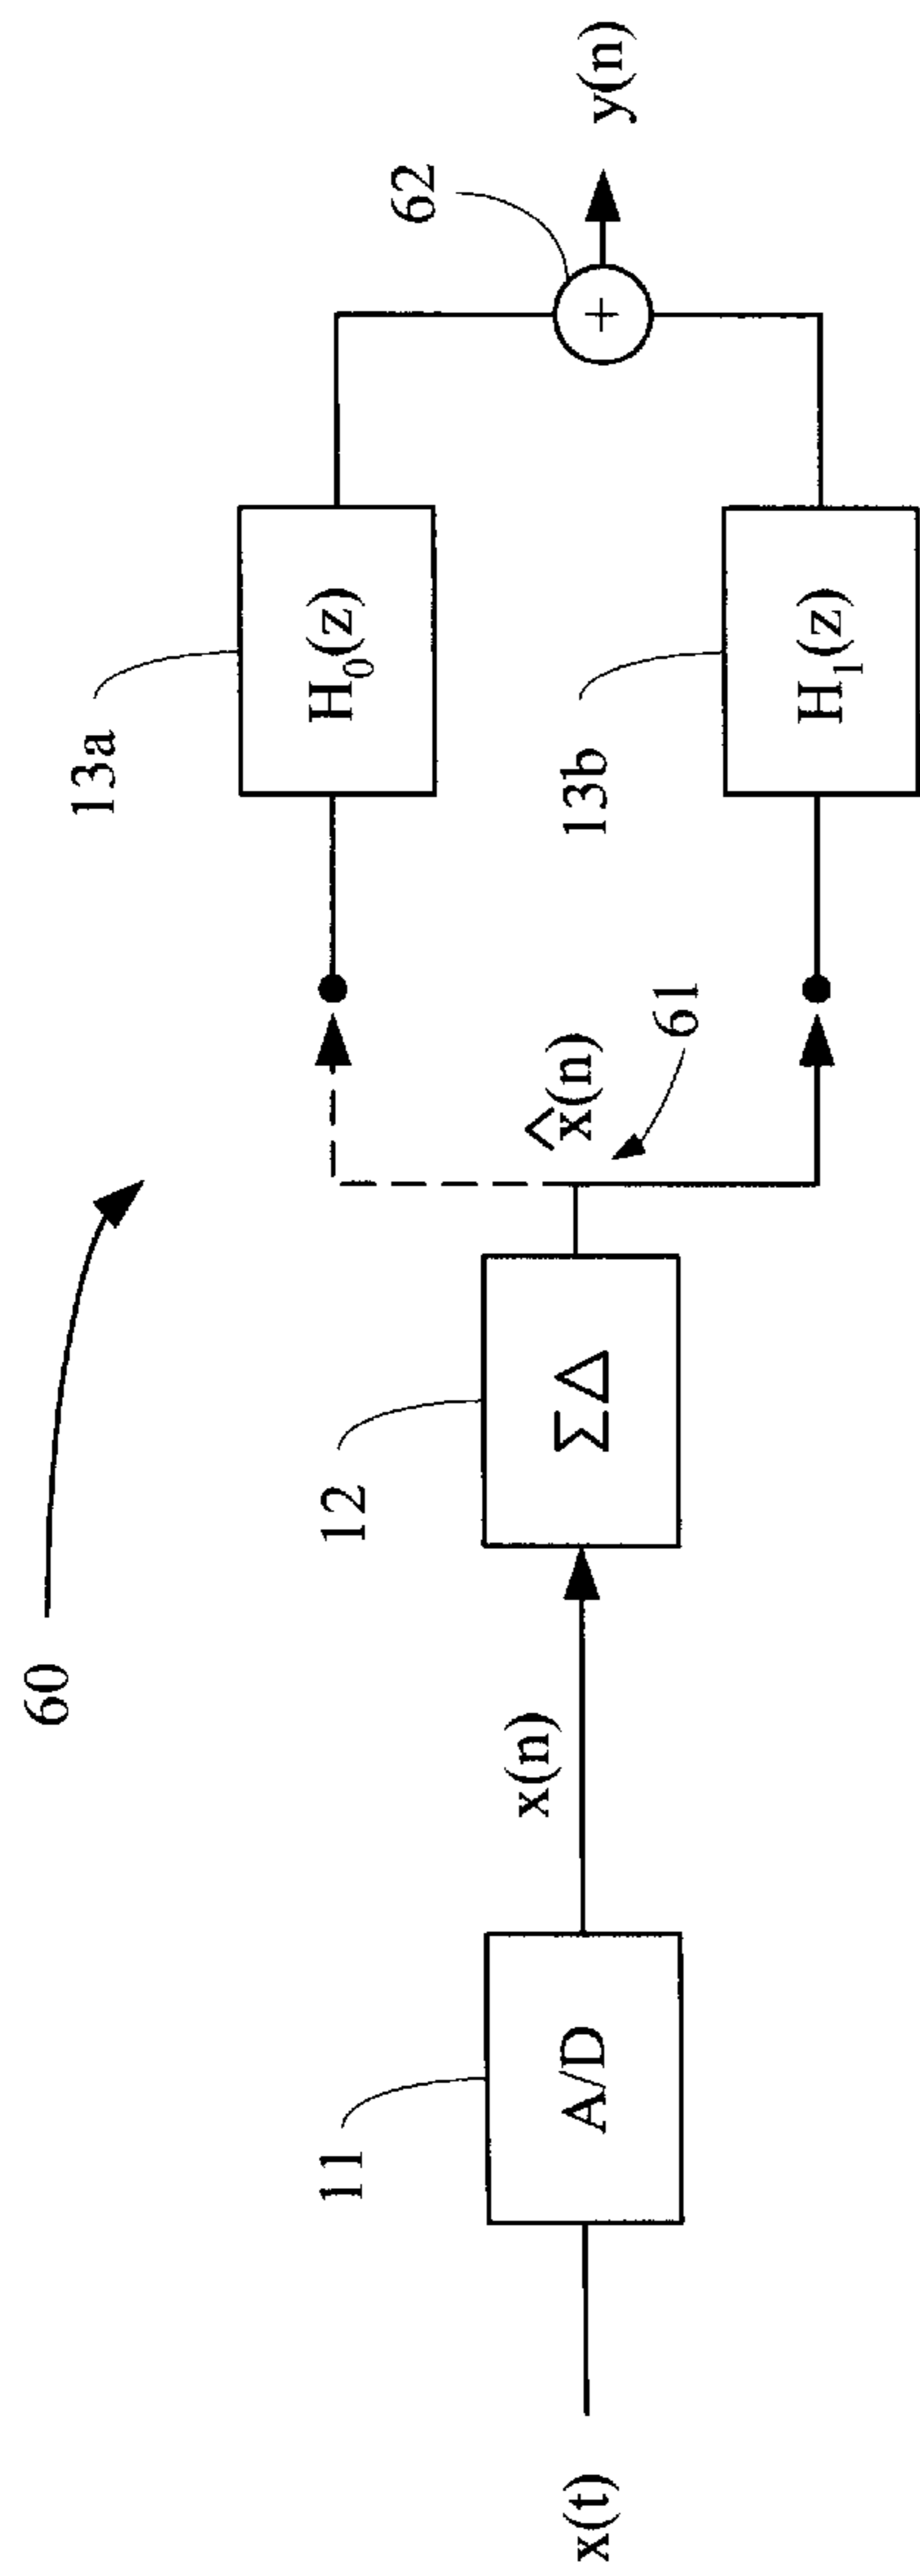 60
x(t)
11
A/D
x(n)
12
ΣΔ
x̂(n)
61
13a
H₀(z)
13b
H₁(z)
62
+
y(n)